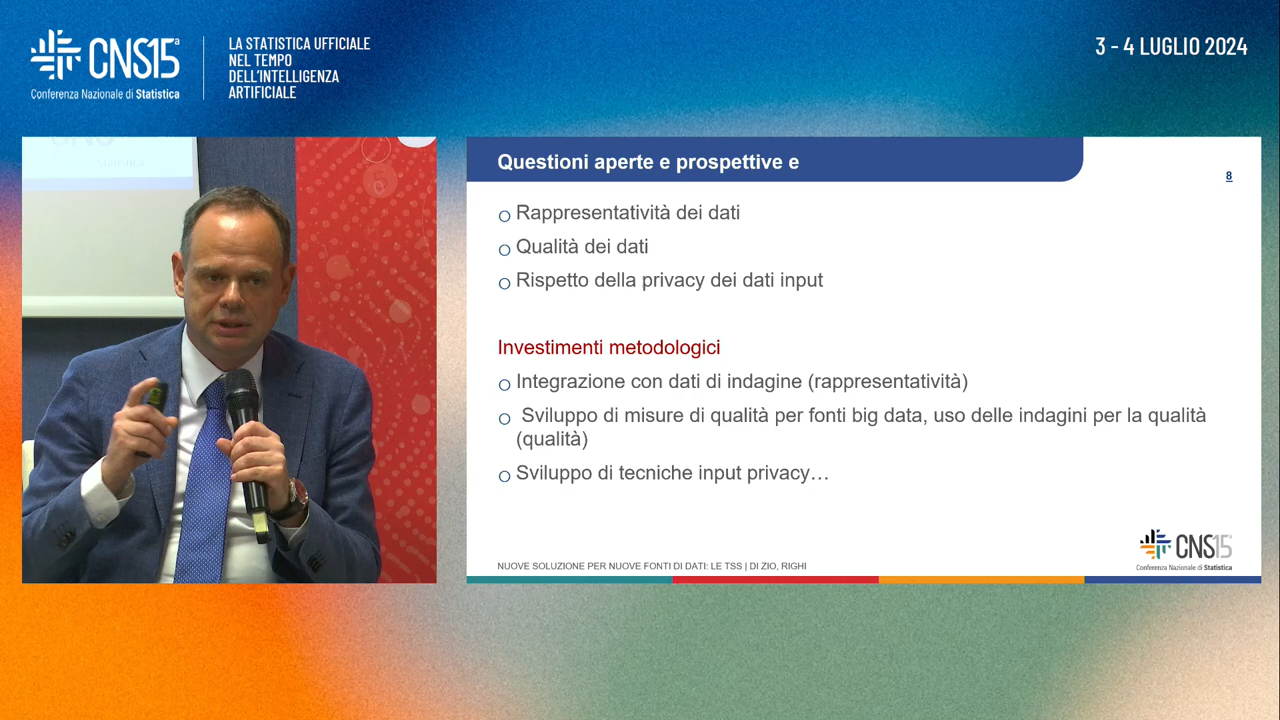 CNS15ª
Conferenza Nazionale di Statistica
LA STATISTICA UFFICIALE
NEL TEMPO
DELL'INTELLIGENZA
ARTIFICIALE
3 - 4 LUGLIO 2024
Questioni aperte e prospettive e
8
o Rappresentatività dei dati
o Qualità dei dati
o Rispetto della privacy dei dati input
Investimenti metodologici
o Integrazione con dati di indagine (rappresentatività)
o Sviluppo di misure di qualità per fonti big data, uso delle indagini per la qualità
(qualità)
o Sviluppo di tecniche input privacy…
CNS15ª
Conferenza Nazionale di Statistica
NUOVE SOLUZIONE PER NUOVE FONTI DI DATI: LE TSS | DI ZIO, RIGHI